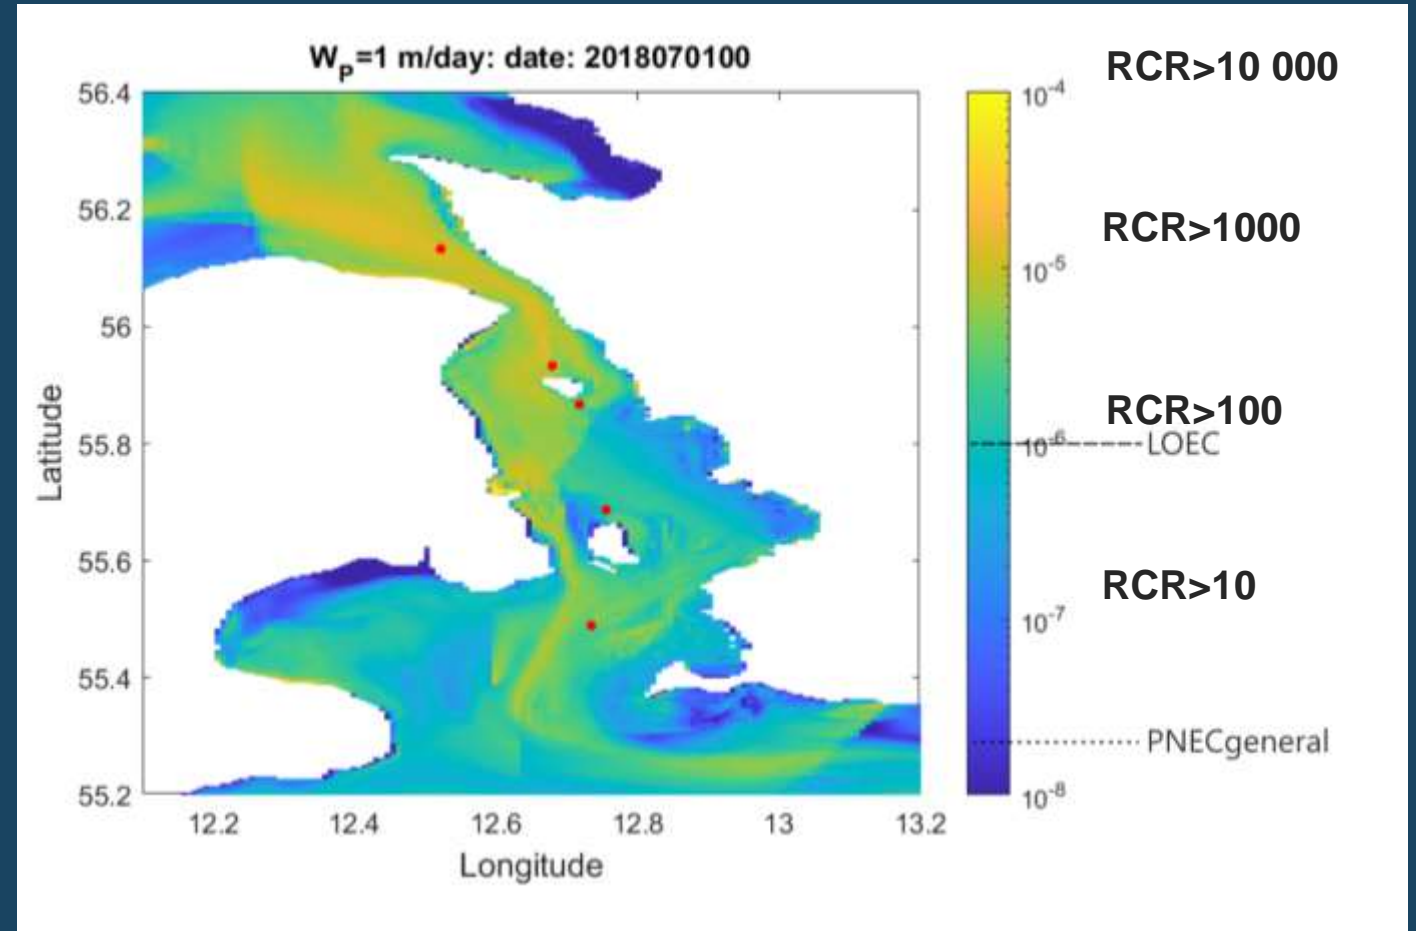 W_P=1 m/day: date: 2018070100
RCR>10 000
56.4
56.2
56
55.8
55.6
55.4
55.2
Latitude
12.2 12.4 12.6 12.8 13 13.2
Longitude
10^-4
RCR>1000
10^-5
RCR>100
10^-6 LOEC
RCR>10
10^-7
PNECgeneral
10^-8